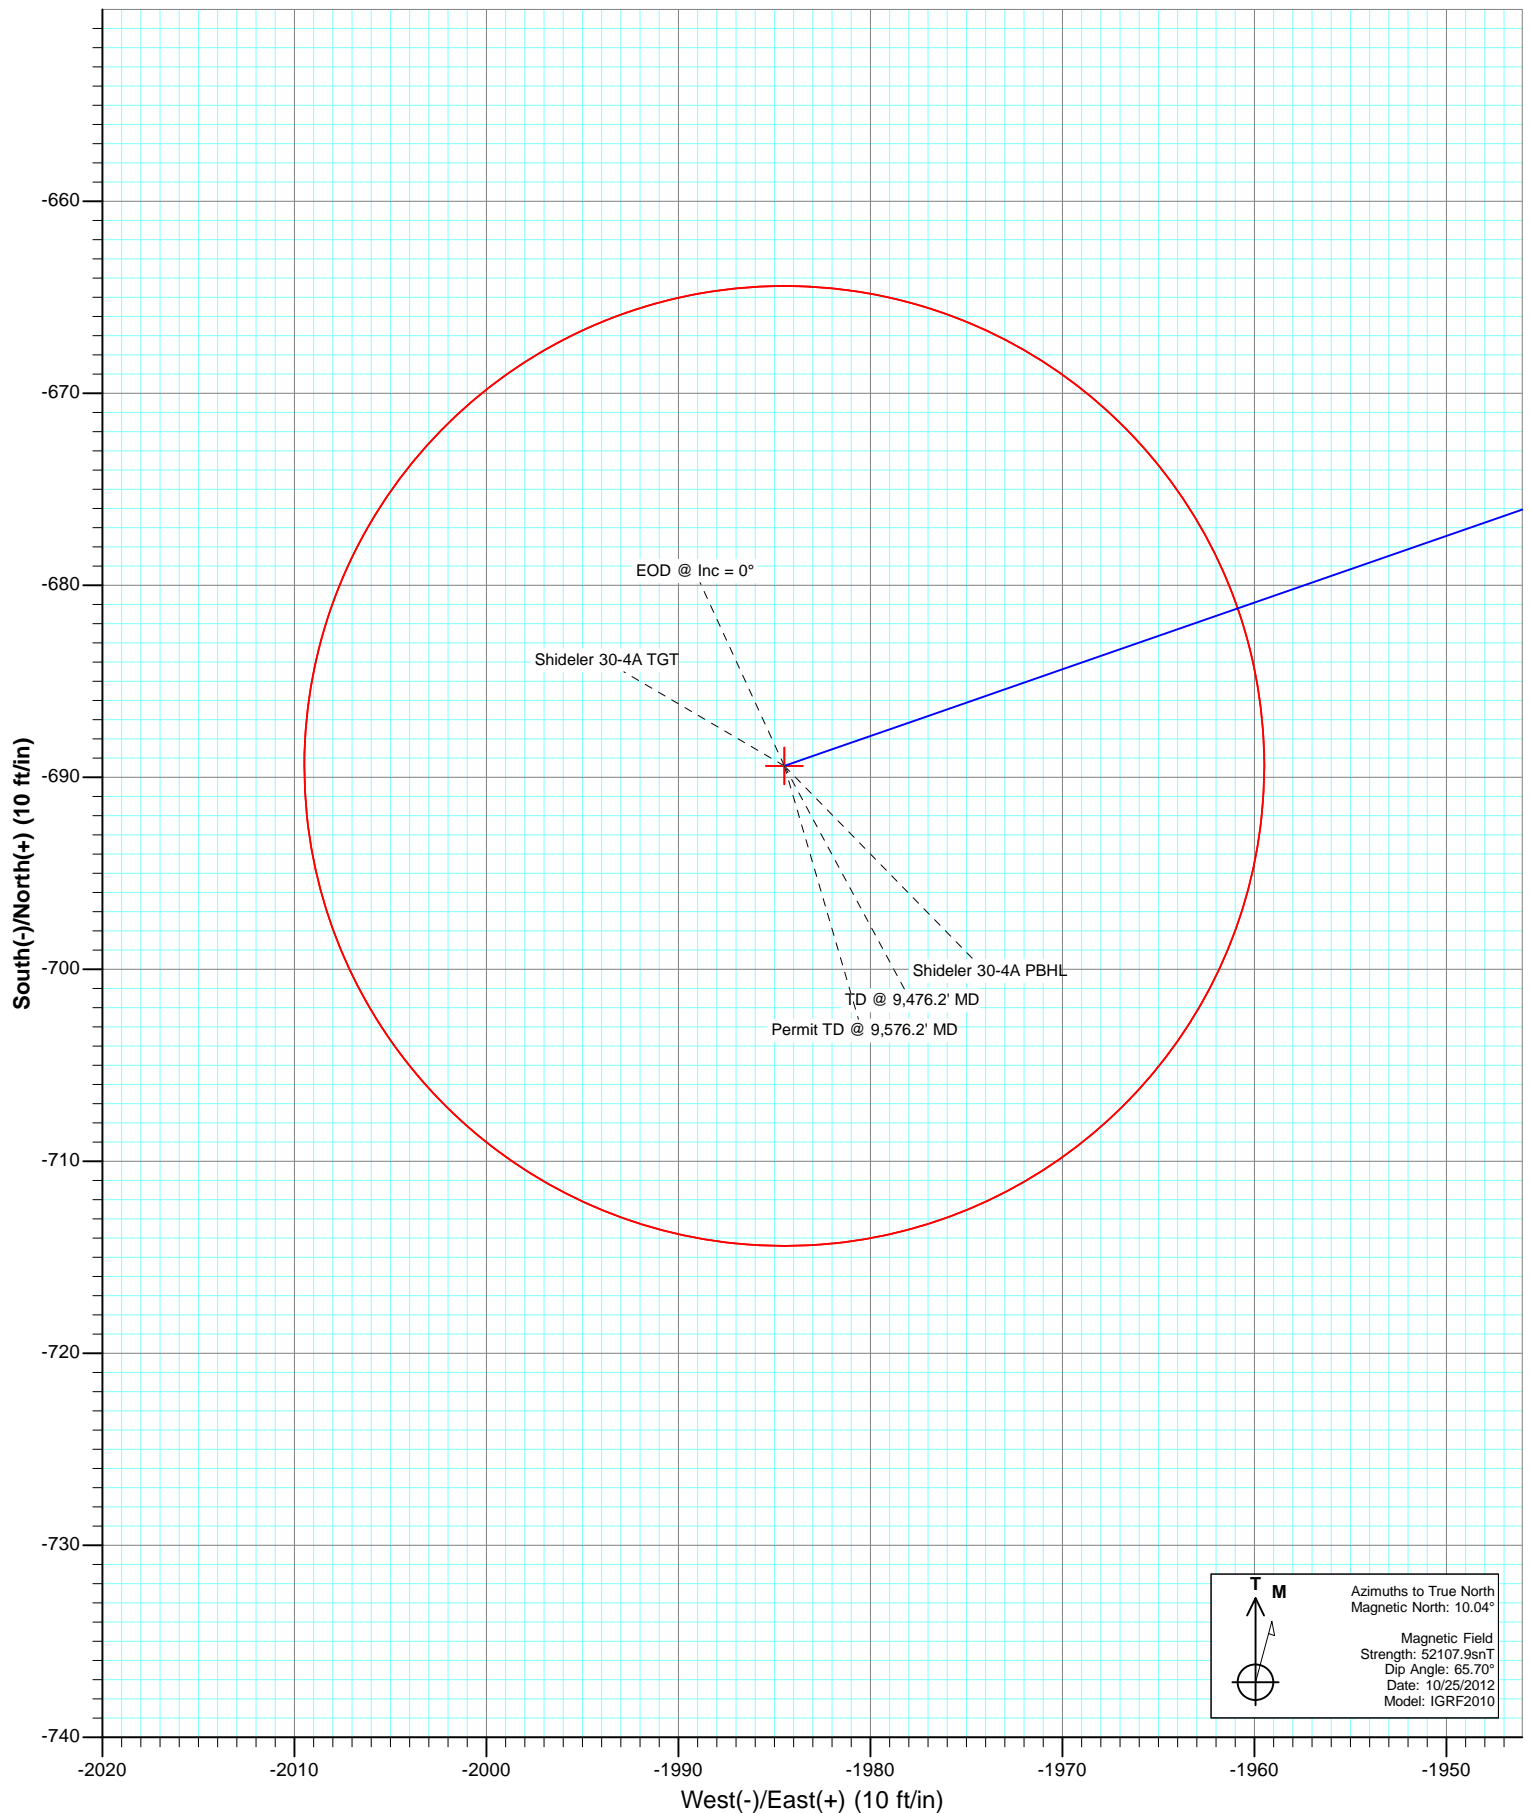 -660
-670
-680
-690
-700
-710
-720
-730
-740
South(-)/North(+) (10 ft/in)
EOD @ Inc = 0°
Shideler 30-4A TGT
Shideler 30-4A PBHL
TD @ 9,476.2' MD
Permit TD @ 9,576.2' MD
T M
Azimuths to True North
Magnetic North: 10.04°
Magnetic Field
Strength: 52107.9snT
Dip Angle: 65.70°
Date: 10/25/2012
Model: IGRF2010
-2020 -2010 -2000 -1990 -1980 -1970 -1960 -1950
West(-)/East(+) (10 ft/in)